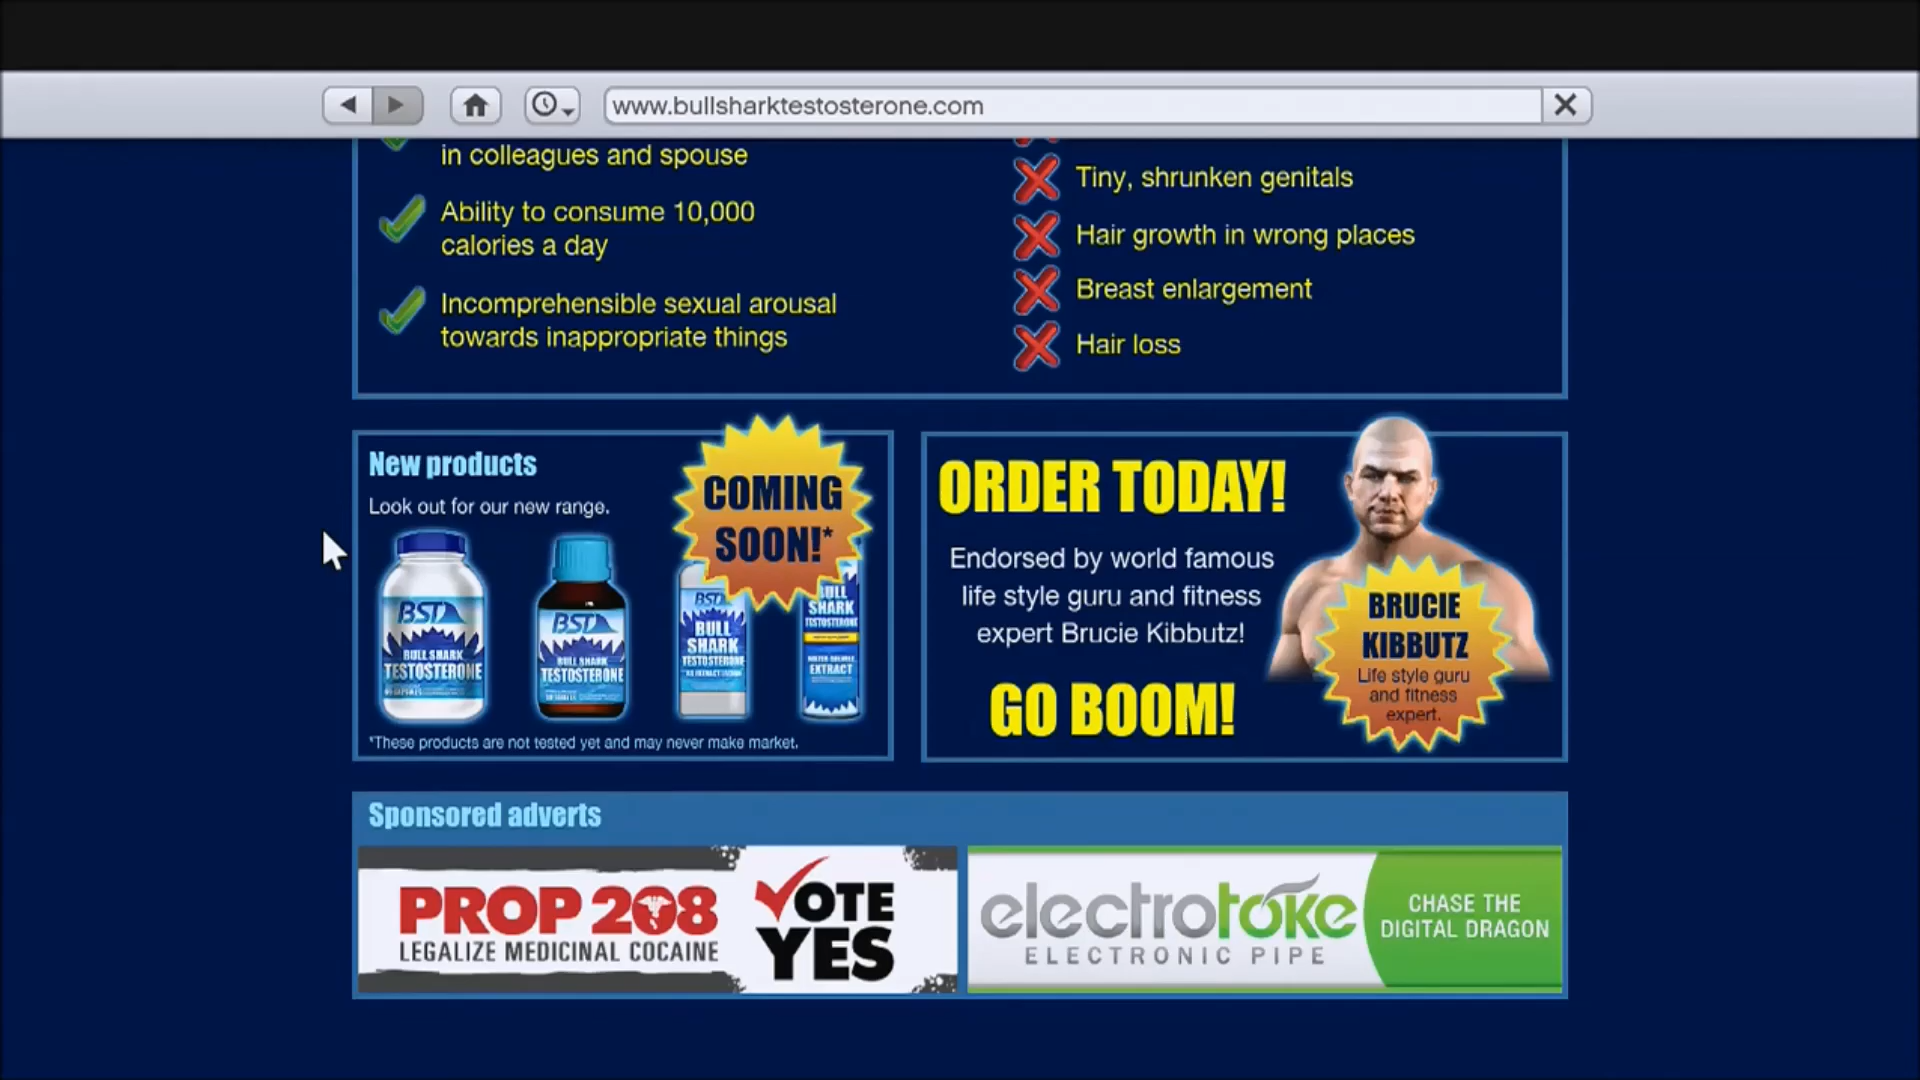 www.bullsharktestosterone.com
in colleagues and spouse
Ability to consume 10,000
calories a day
Incomprehensible sexual arousal
towards inappropriate things
Tiny, shrunken genitals
Hair growth in wrong places
Breast enlargement
Hair loss
New products
Look out for our new range.
COMING
SOON!*
BST
BULL SHARK
TESTOSTERONE
BST
BULL SHARK
TESTOSTERONE
BST
BULL
SHARK
TESTOSTERONE
BULL
SHARK
TESTOSTERONE
EXTRACT
*These products are not tested yet and may never make market.
ORDER TODAY!
Endorsed by world famous
life style guru and fitness
expert Brucie Kibbutz!
GO BOOM!
BRUCIE
KIBBUTZ
Life style guru
and fitness
expert.
Sponsored adverts
PROP 208
LEGALIZE MEDICINAL COCAINE
VOTE
YES
electrotoke
ELECTRONIC PIPE
CHASE THE
DIGITAL DRAGON